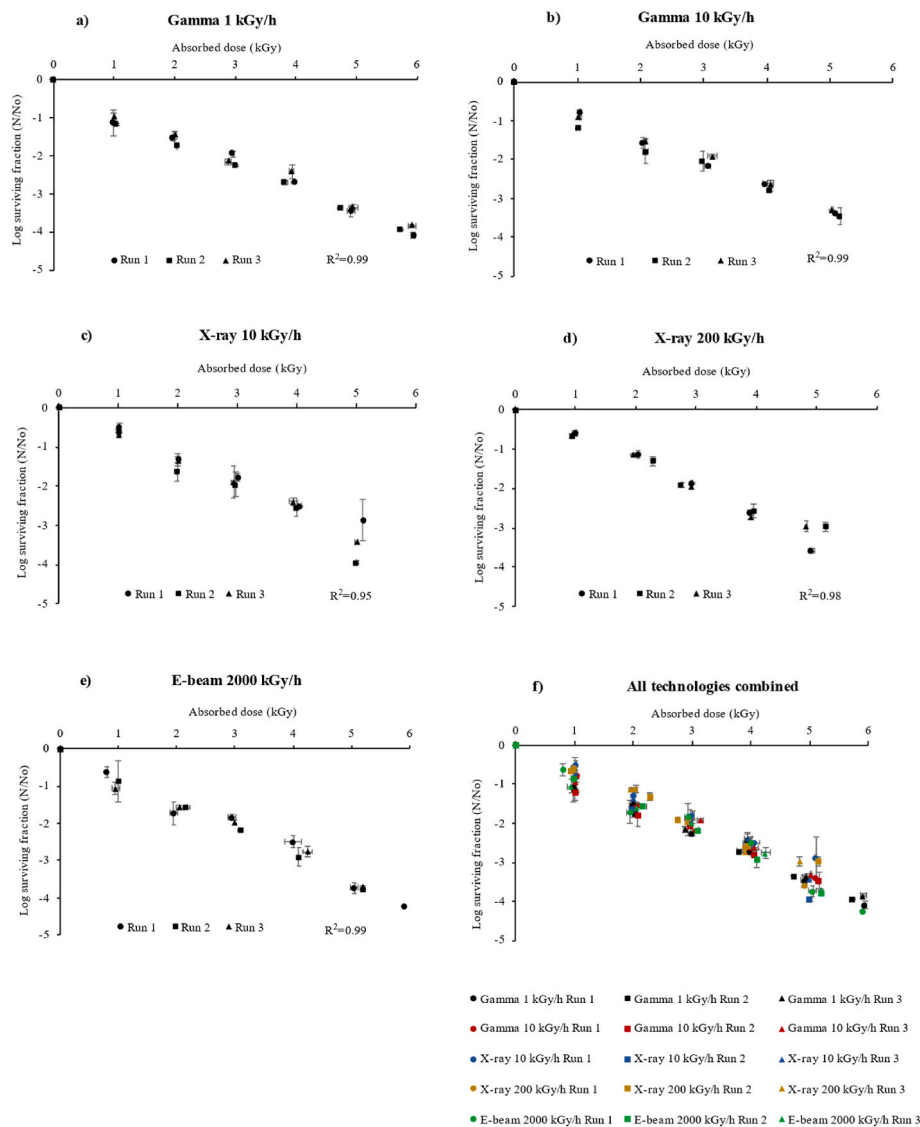 a) Gamma 1 kGy/h
Absorbed dose (kGy)
0 1 2 3 4 5 6
0
-1
-2
-3
-4
-5
Log surviving fraction (N/No)
Run 1 Run 2 Run 3 R²=0.99
b) Gamma 10 kGy/h
Absorbed dose (kGy)
0 1 2 3 4 5 6
0
-1
-2
-3
-4
-5
Log surviving fraction (N/No)
Run 1 Run 2 Run 3 R²=0.99
c) X-ray 10 kGy/h
Absorbed dose (kGy)
0 1 2 3 4 5 6
0
-1
-2
-3
-4
-5
Log surviving fraction (N/No)
Run 1 Run 2 Run 3 R²=0.95
d) X-ray 200 kGy/h
Absorbed dose (kGy)
0 1 2 3 4 5 6
0
-1
-2
-3
-4
-5
Log surviving fraction (N/No)
Run 1 Run 2 Run 3 R²=0.98
e) E-beam 2000 kGy/h
Absorbed dose (kGy)
0 1 2 3 4 5 6
0
-1
-2
-3
-4
-5
Log surviving fraction (N/No)
Run 1 Run 2 Run 3 R²=0.99
f) All technologies combined
Absorbed dose (kGy)
0 1 2 3 4 5 6
0
-1
-2
-3
-4
-5
Log surviving fraction (N/No)
Gamma 1 kGy/h Run 1 Gamma 1 kGy/h Run 2 Gamma 1 kGy/h Run 3
Gamma 10 kGy/h Run 1 Gamma 10 kGy/h Run 2 Gamma 10 kGy/h Run 3
X-ray 10 kGy/h Run 1 X-ray 10 kGy/h Run 2 X-ray 10 kGy/h Run 3
X-ray 200 kGy/h Run 1 X-ray 200 kGy/h Run 2 X-ray 200 kGy/h Run 3
E-beam 2000 kGy/h Run 1 E-beam 2000 kGy/h Run 2 E-beam 2000 kGy/h Run 3